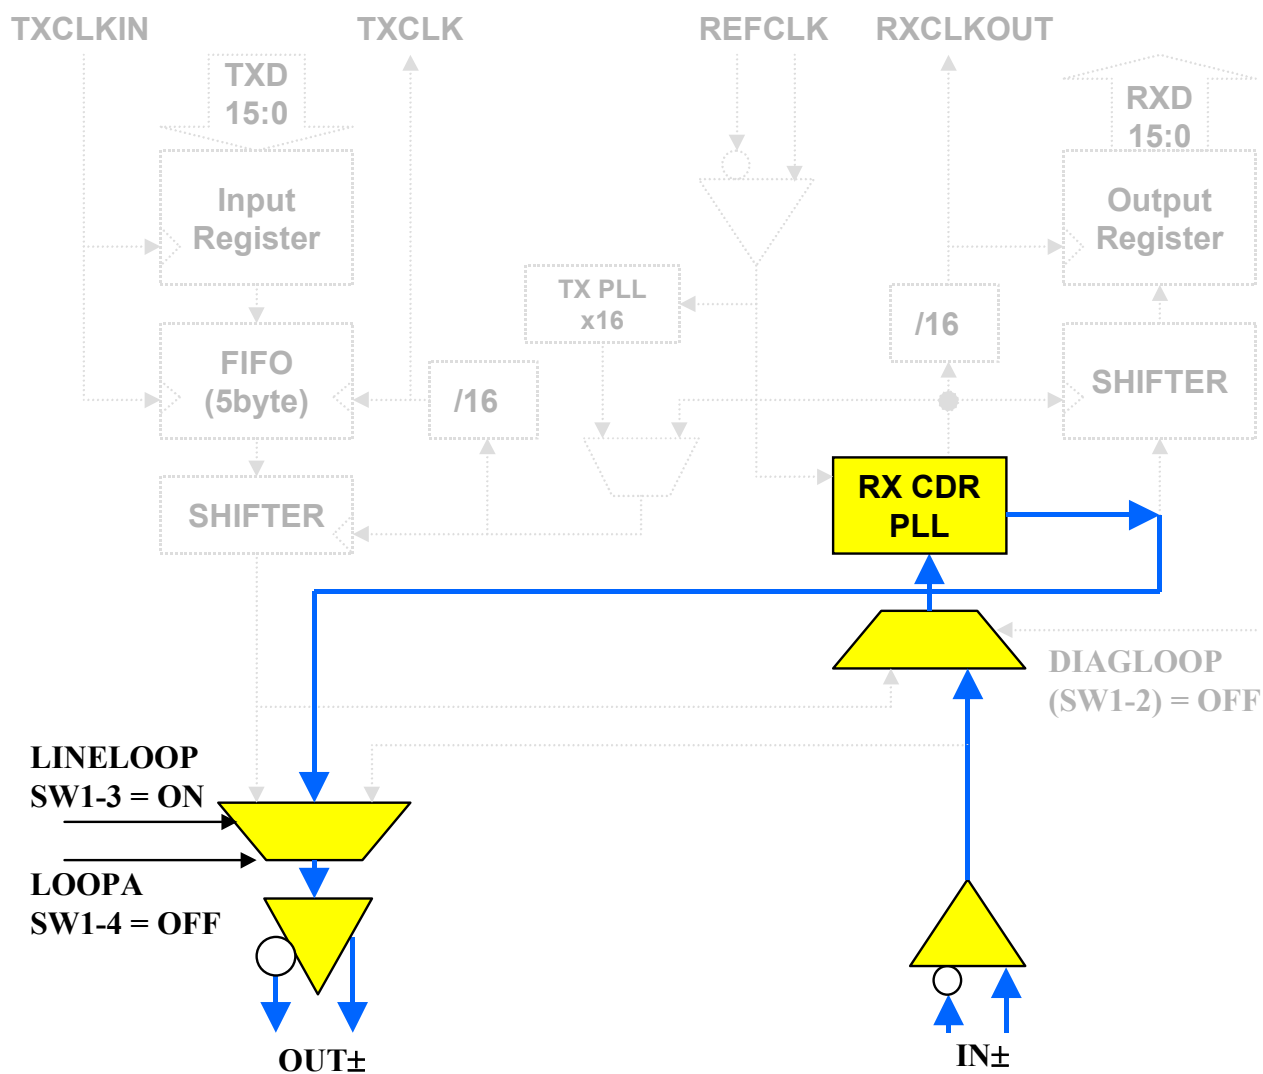 TXCLKIN
TXCLK
REFCLK
RXCLKOUT
TXD
15:0
RXD
15:0
Input
Register
Output
Register
TX PLL
x16
/16
FIFO
(5byte)
/16
SHIFTER
RX CDR
PLL
SHIFTER
DIAGLOOP
(SW1-2) = OFF
LINELOOP
SW1-3 = ON
LOOPA
SW1-4 = OFF
OUT±
IN±